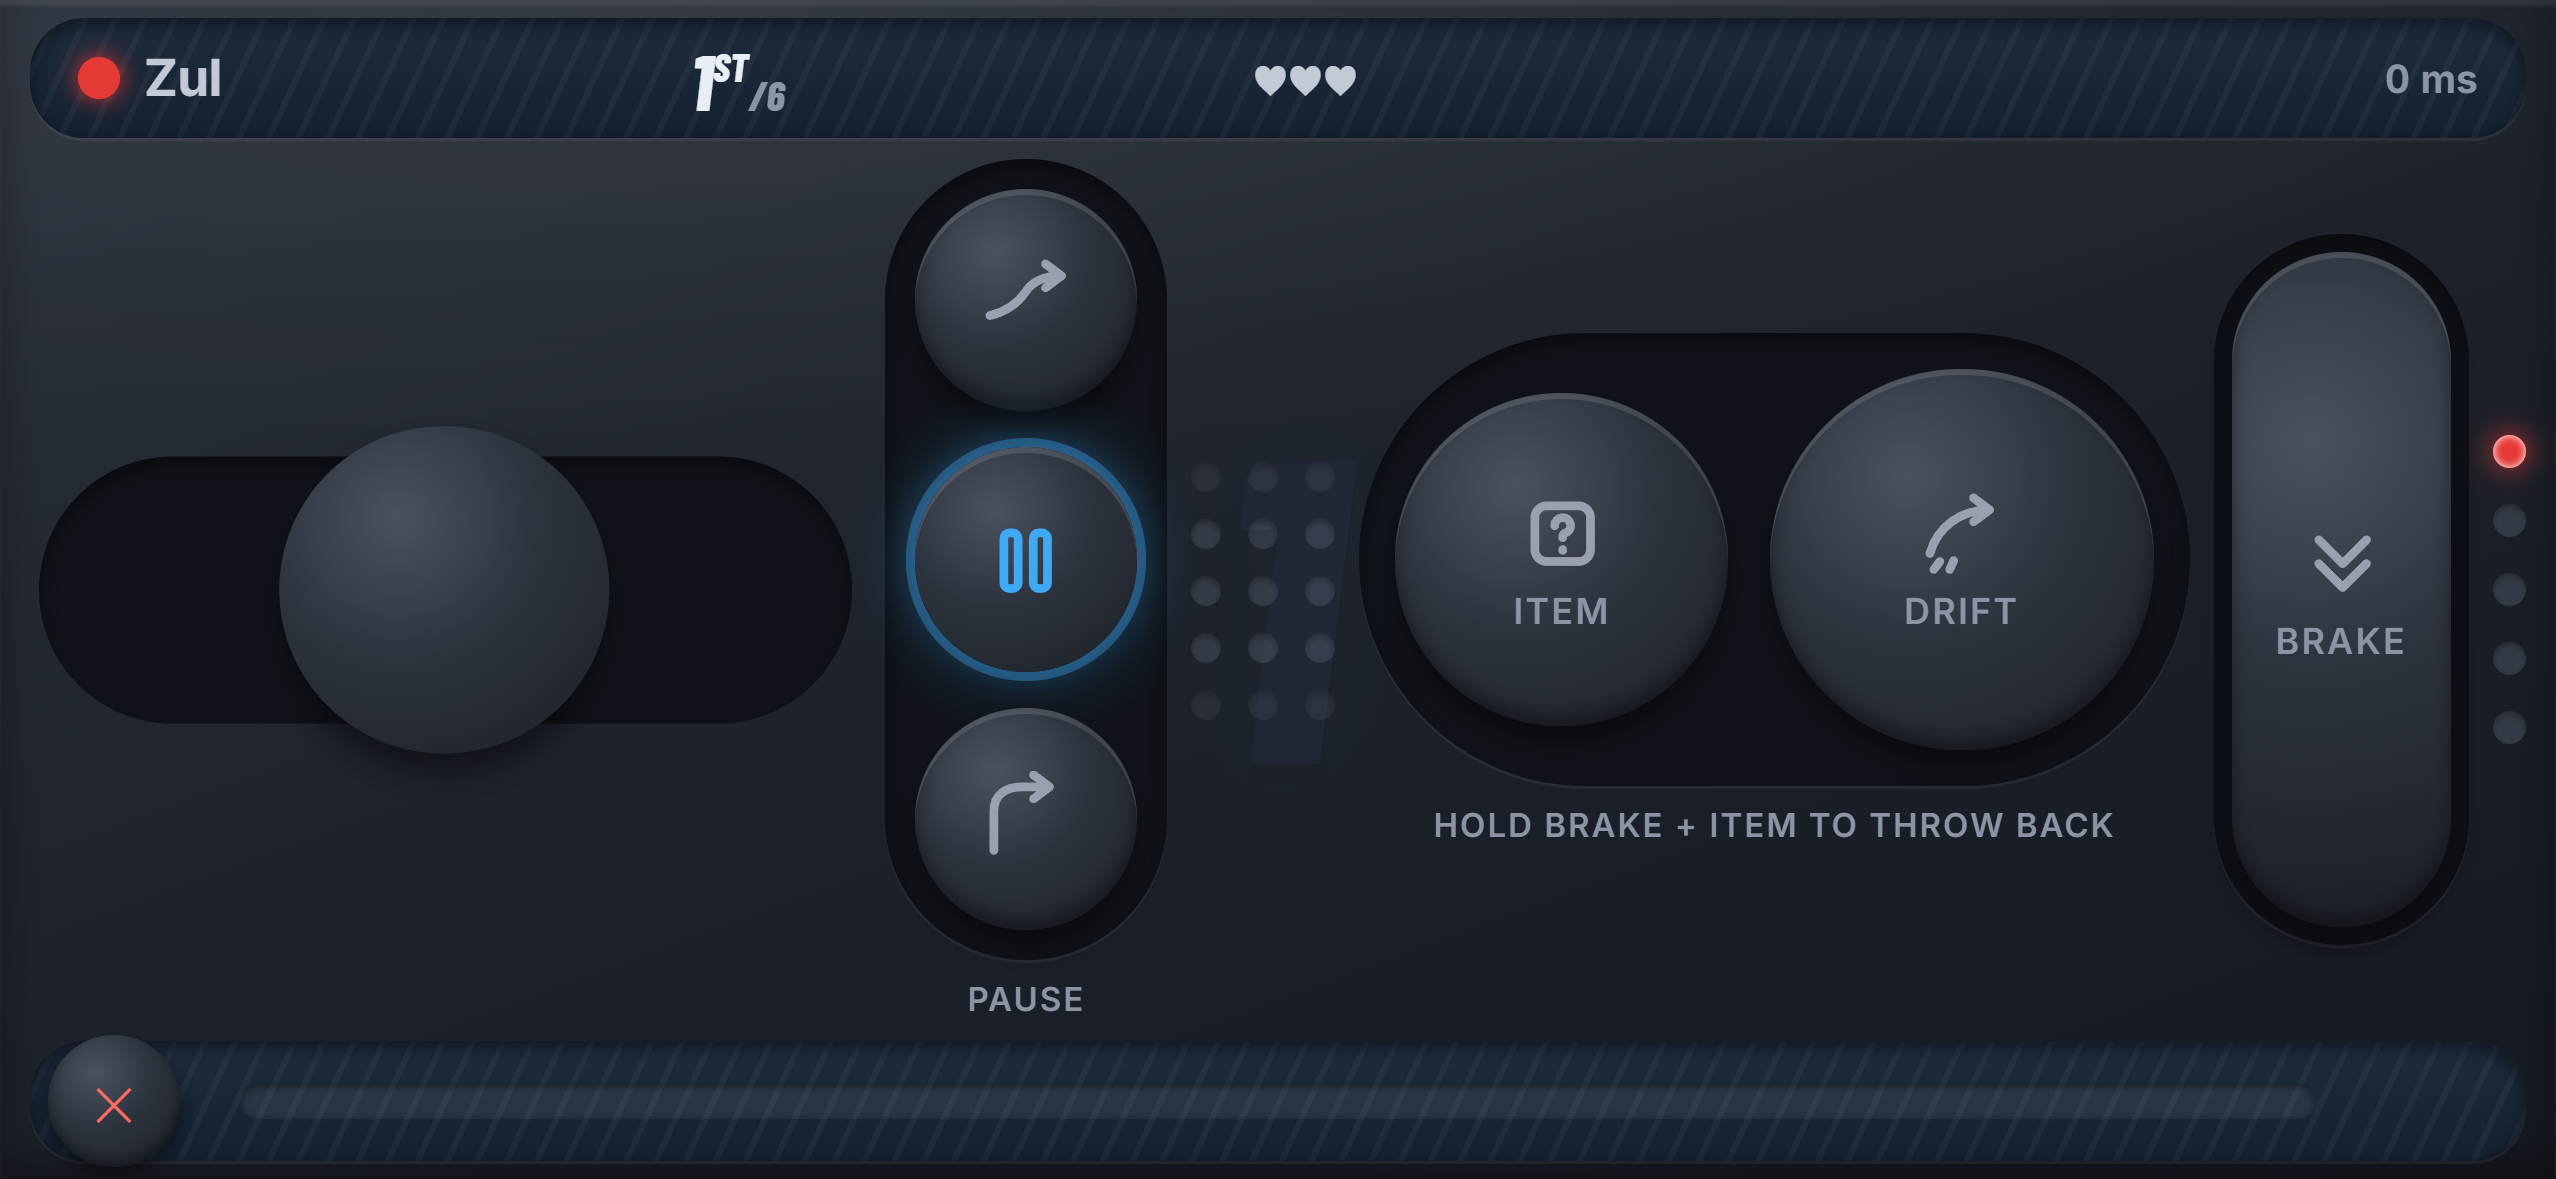 Zul
1ST/6
0 ms
ITEM
DRIFT
BRAKE
HOLD BRAKE + ITEM TO THROW BACK
PAUSE